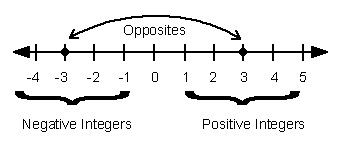 Opposites
-4 -3 -2 -1 0 1 2 3 4 5
Negative Integers Positive Integers